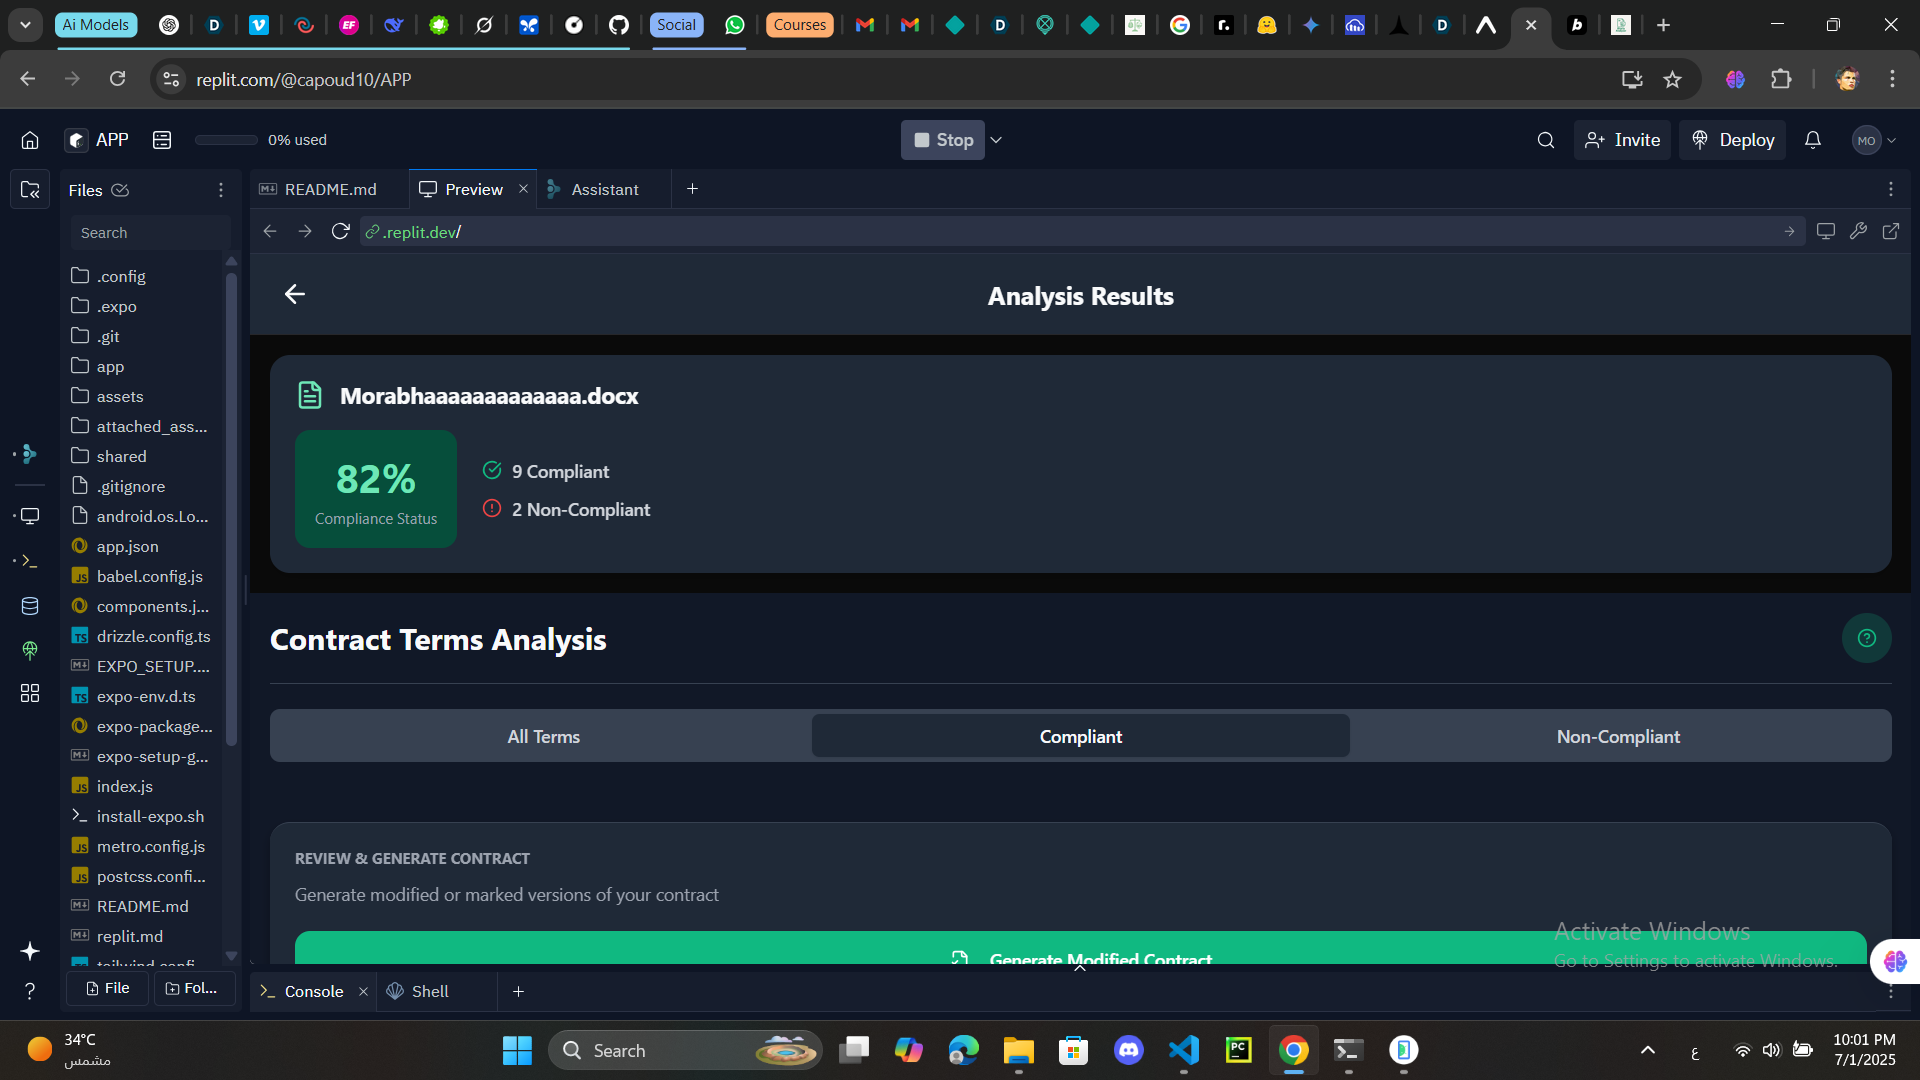 Ai Models
Social
Courses
replit.com/@capoud10/APP
APP
0% used
Stop
Invite
Deploy
MO
Files
README.md
Preview
Assistant
Search
.replit.dev/
.config
.expo
.git
app
assets
attached_ass...
shared
.gitignore
android.os.Lo...
app.json
babel.config.js
components.j...
drizzle.config.ts
EXPO_SETUP....
expo-env.d.ts
expo-package...
expo-setup-g...
index.js
install-expo.sh
metro.config.js
postcss.confi...
README.md
replit.md
tailwind.confi
File
Fol...
Analysis Results
Morabhaaaaaaaaaaaaa.docx
82%
Compliance Status
9 Compliant
2 Non-Compliant
Contract Terms Analysis
All Terms
Compliant
Non-Compliant
REVIEW & GENERATE CONTRACT
Generate modified or marked versions of your contract
Generate Modified Contract
Activate Windows
Go to Settings to activate Windows.
Console
Shell
34°C
مشمس
Search
ع
10:01 PM
7/1/2025